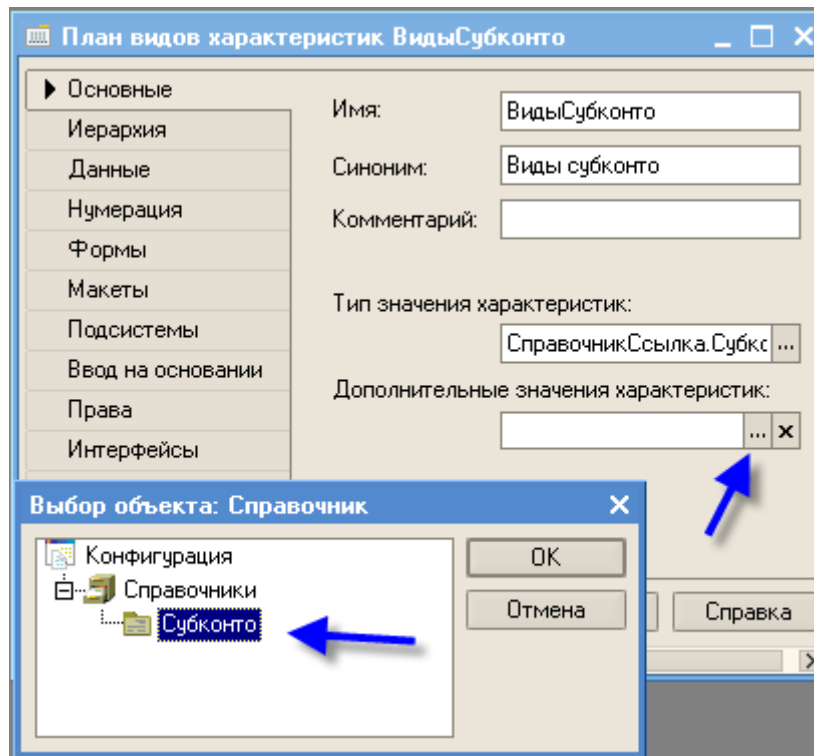 План видов характеристик ВидыСубконто
Основные
Иерархия
Данные
Нумерация
Формы
Макеты
Подсистемы
Ввод на основании
Права
Интерфейсы
Имя: ВидыСубконто
Синоним: Виды субконто
Комментарий:
Тип значения характеристик:
СправочникСсылка.Субкс ...
Дополнительные значения характеристик:
... x
Справка
Выбор объекта: Справочник
Конфигурация
Справочники
Субконто
OK
Отмена